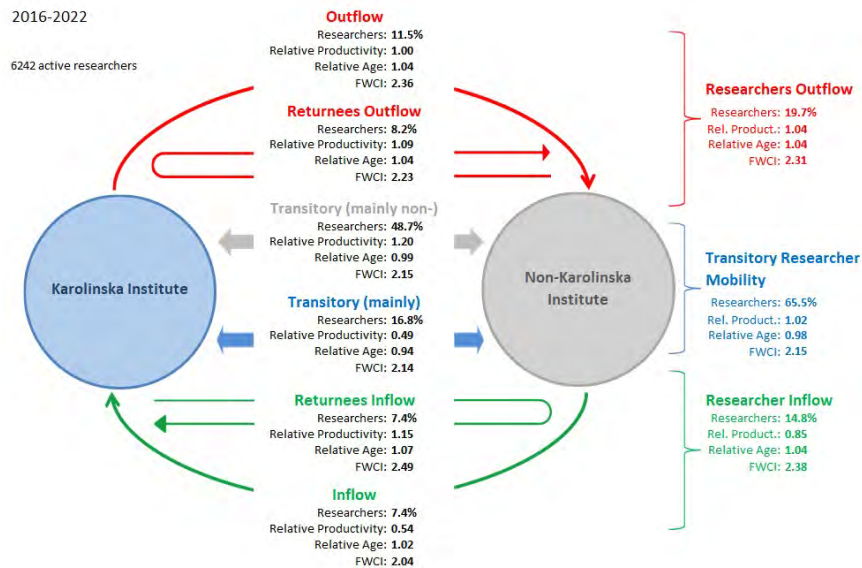 2016-2022
6242 active researchers
Outflow
Researchers: 11.5%
Relative Productivity: 1.00
Relative Age: 1.04
FWCI: 2.36
Returnees Outflow
Researchers: 8.2%
Relative Productivity: 1.09
Relative Age: 1.04
FWCI: 2.23
Transitory (mainly non-)
Researchers: 48.7%
Relative Productivity: 1.20
Relative Age: 0.99
FWCI: 2.15
Transitory (mainly)
Researchers: 16.8%
Relative Productivity: 0.49
Relative Age: 0.94
FWCI: 2.14
Returnees Inflow
Researchers: 7.4%
Relative Productivity: 1.15
Relative Age: 1.07
FWCI: 2.49
Inflow
Researchers: 7.4%
Relative Productivity: 0.54
Relative Age: 1.02
FWCI: 2.04
Karolinska Institute
Non-Karolinska
Institute
Researchers Outflow
Researchers: 19.7%
Rel. Product.: 1.04
Relative Age: 1.04
FWCI: 2.31
Transitory Researcher
Mobility
Researchers: 65.5%
Rel. Product.: 1.02
Relative Age: 0.98
FWCI: 2.15
Researcher Inflow
Researchers: 14.8%
Rel. Product.: 0.85
Relative Age: 1.04
FWCI: 2.38